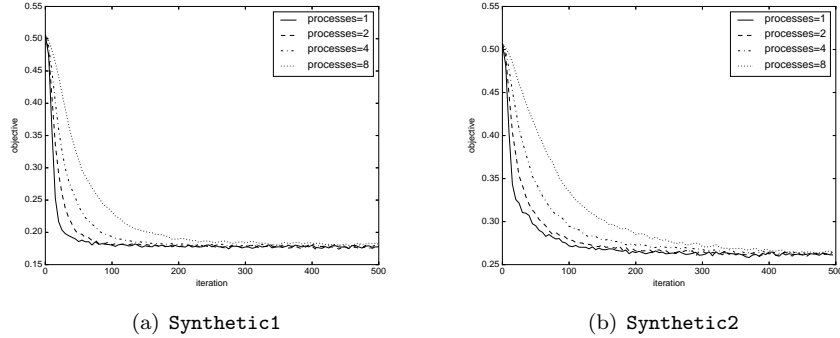 0.55
0.50
0.45
0.40
0.35
0.30
0.25
0.20
0.15
objective
0
100
200
300
400
500
iteration
processes=1
processes=2
processes=4
processes=8
(a) Synthetic1
0.55
0.50
0.45
0.40
0.35
0.30
0.25
objective
0
100
200
300
400
500
iteration
processes=1
processes=2
processes=4
processes=8
(b) Synthetic2